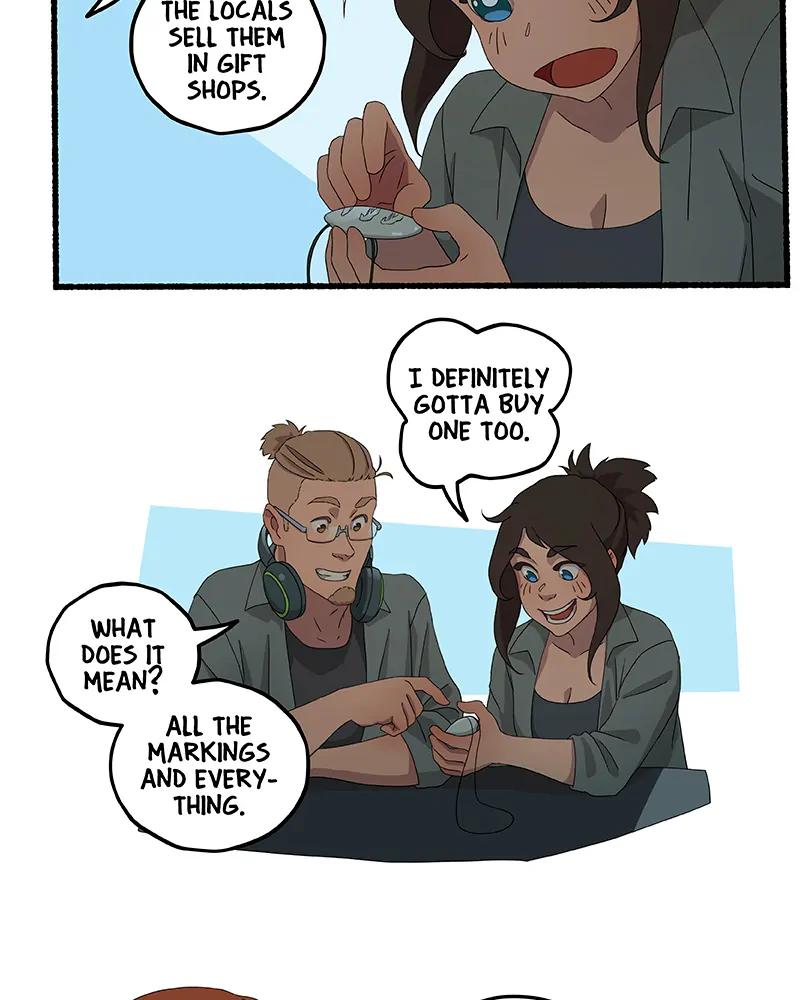 THE LOCALS
SELL THEM
IN GIFT
SHOPS.
I DEFINITELY
GOTTA BUY
ONE TOO.
WHAT
DOES IT
MEAN?
ALL THE
MARKINGS
AND EVERY-
THING.